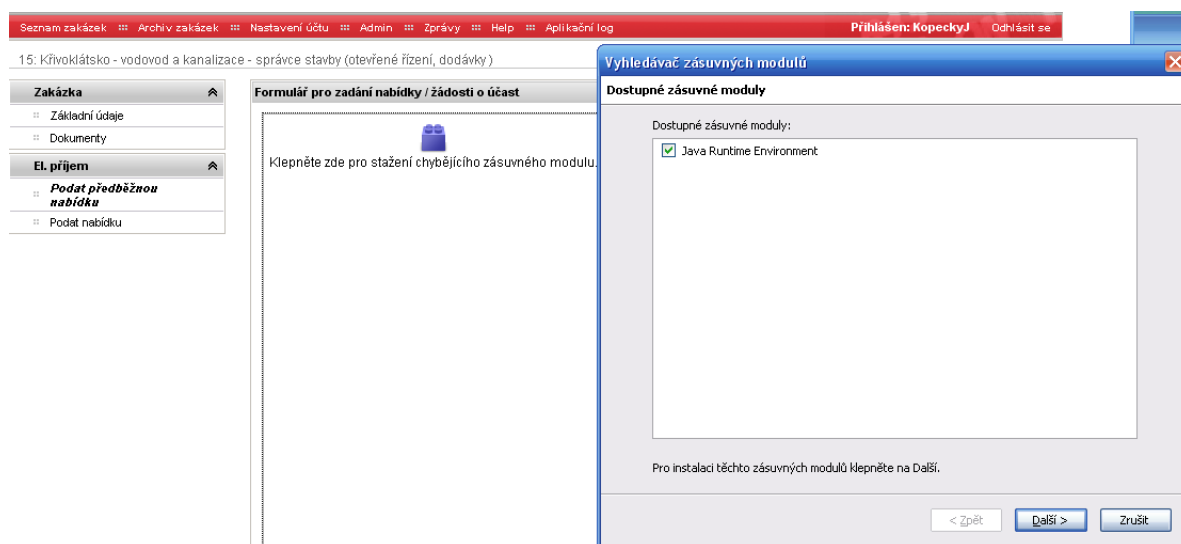 Seznam zakázek ::: Archiv zakázek ::: Nastavení účtu ::: Admin ::: Zprávy ::: Help ::: Aplikační log Přihlášen: KopeckyJ Odhlásit se
15: Křivoklátsko - vodovod a kanalizace - správce stavby (otevřené řízení, dodávky)
Zakázka
Základní údaje
Dokumenty
El. příjem
Podat předběžnou
nabídku
Podat nabídku
Formulář pro zadání nabídky / žádosti o účast
Klepněte zde pro stažení chybějícího zásuvného modulu.
Vyhledávač zásuvných modulů
Dostupné zásuvné moduly
Dostupné zásuvné moduly:
Java Runtime Environment
Pro instalaci těchto zásuvných modulů klepněte na Další.
< Zpět Další > Zrušit